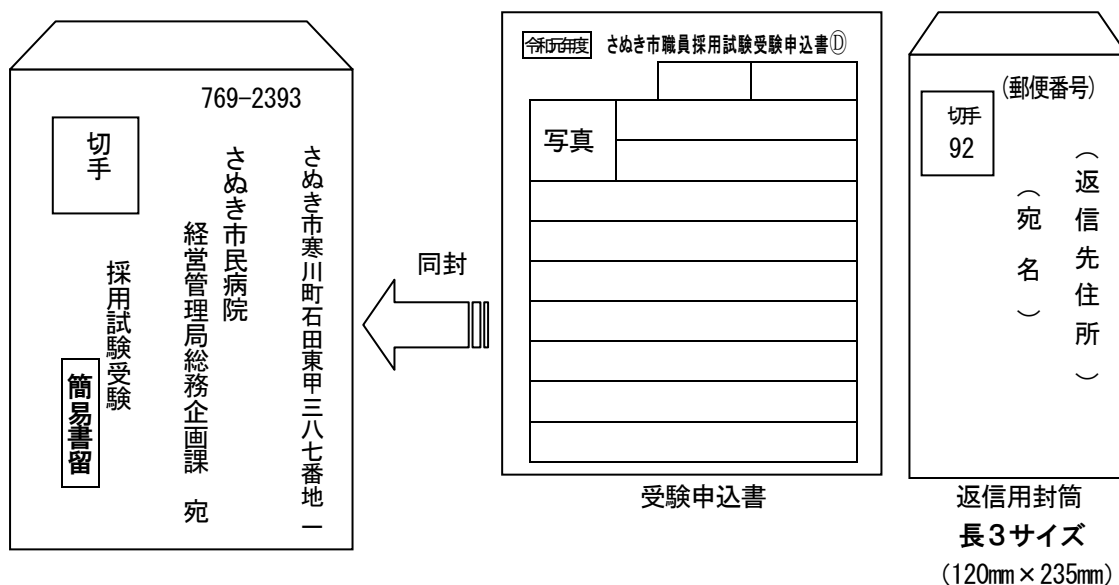 769-2393
切手
さぬき市寒川町石田東甲三八七番地一
さぬき市民病院
経営管理局総務企画課 宛
採用試験受験
簡易書留
同封
令和元年度 さぬき市職員採用試験受験申込書Ⓓ
写真
受験申込書
(郵便番号)
切手
92
（返信先住所）
（宛名）
返信用封筒
長3サイズ
(120mm×235mm)